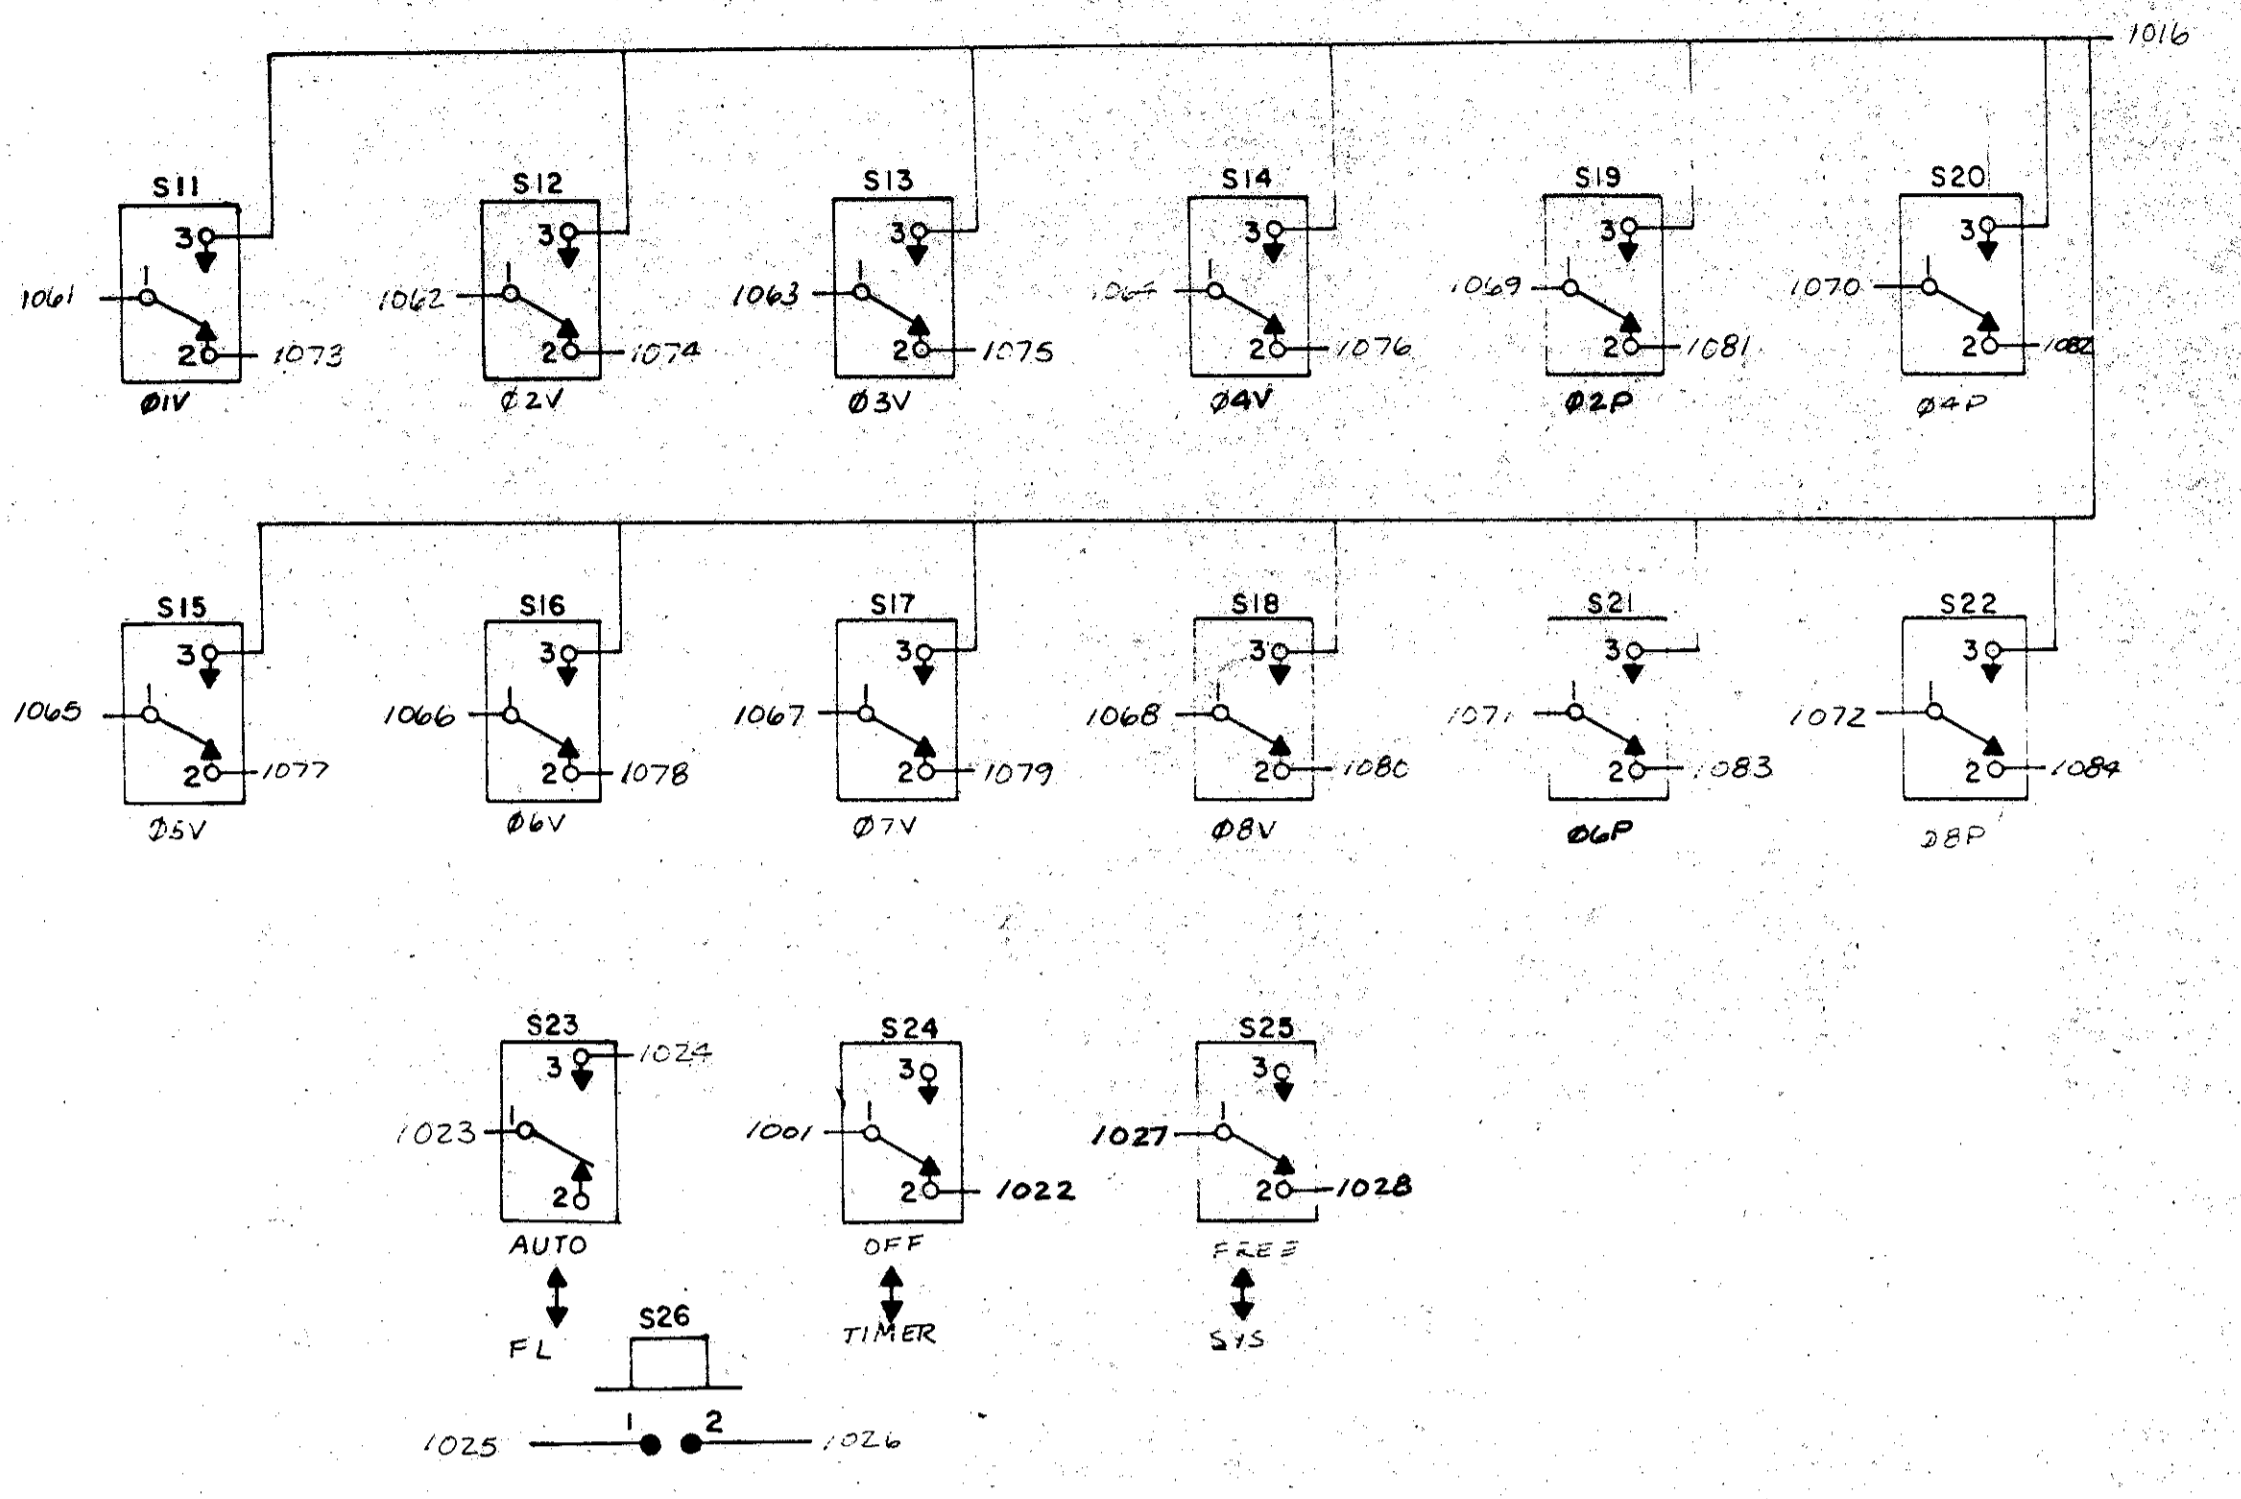 1016
S11 S12 S13 S14 S19 S20
3 3 3 3 3 3
1 1 1 1 1 1
1061 1062 1063 1064 1069 1070
2 1073 2 1074 2 1075 2 1076 2 1081 2 1082
Ø1V Ø2V Ø3V Ø4V Ø2P Ø4P
S15 S16 S17 S18 S21 S22
3 3 3 3 3 3
1 1 1 1 1 1
1065 1066 1067 1068 1071 1072
2 1077 2 1078 2 1079 2 1080 2 1083 2 1084
Ø5V Ø6V Ø7V Ø8V Ø6P Ø8P
S23 S24 S25
3 1024 3 3
1 1 1
1023 1001 1027
2 2 1022 2 1028
AUTO OFF FREE
FL TIMER SYS
S26
1 2
1025 1026